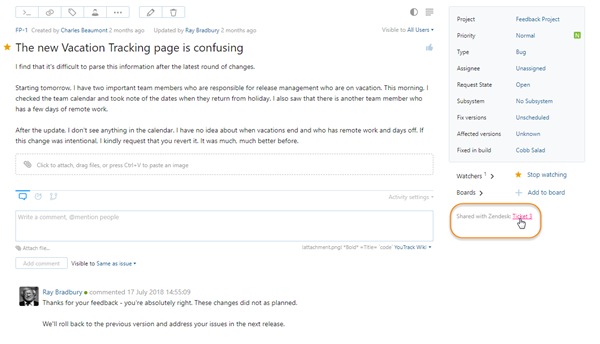 FP-1 Created by Charles Beaumont 2 months ago Updated by Ray Bradbury 2 months ago Visible to All Users
The new Vacation Tracking page is confusing
I find that it's difficult to parse this information after the latest round of changes.
Starting tomorrow, I have two important team members who are responsible for release management who are on vacation. This morning, I
checked the team calendar and took note of the dates when they return from holiday. I also saw that there is another team member who
has a few days of remote work.
After the update, I don't see anything in the calendar. I have no idea about when vacations end and who has remote work and days off. If
this change was intentional, I kindly request that you revert it. It was much, much better before.
Click to attach, drag files, or press Ctrl+V to paste an image
Activity settings
Write a comment, @mention people
Attach file...
!attachment.png! *Bold* =Title= `code` YouTrack Wiki
Add comment Visible to Same as issue
Ray Bradbury commented 17 July 2018 14:55:09
Thanks for your feedback - you're absolutely right. These changes did not as planned.
We'll roll back to the previous version and address your issues in the next release.
Project Feedback Project
Priority Normal N
Type Bug
Assignee Unassigned
Request State Open
Subsystem No Subsystem
Fix versions Unscheduled
Affected versions Unknown
Fixed in build Cobb Salad
Watchers 1 Stop watching
Boards Add to board
Shared with Zendesk: Ticket 3